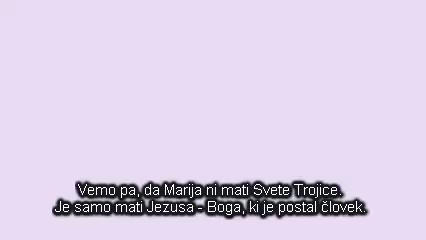 Vemo pa, da Marija ni mati Svete Trojice.
Je samo mati Jezusa - Boga, ki je postal človek.